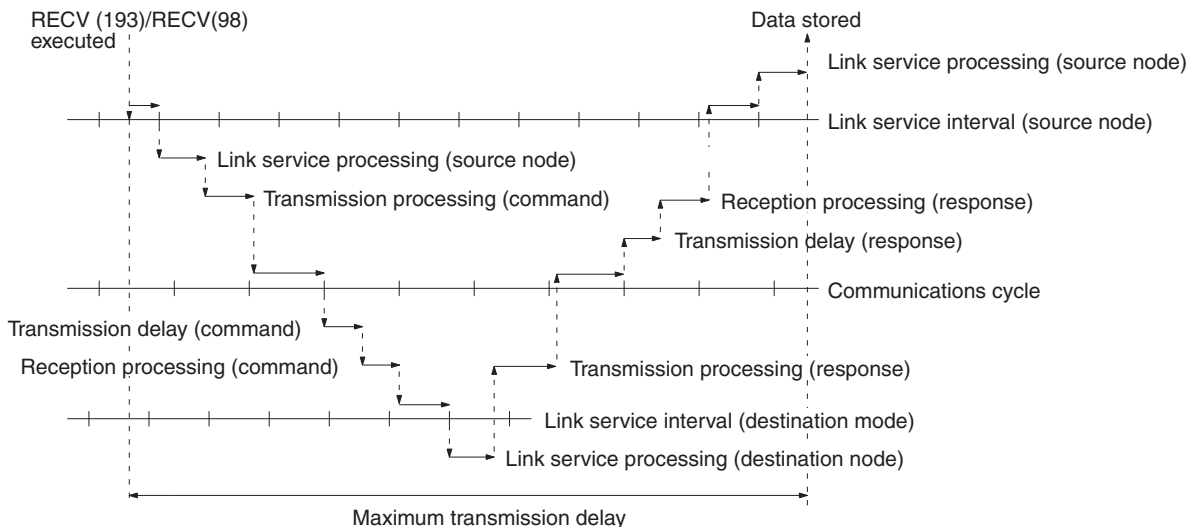 RECV (193)/RECV(98)
executed
Data stored
Link service processing (source node)
Link service interval (source node)
Link service processing (source node)
Transmission processing (command)
Reception processing (response)
Transmission delay (response)
Communications cycle
Transmission delay (command)
Reception processing (command)
Transmission processing (response)
Link service interval (destination mode)
Link service processing (destination node)
Maximum transmission delay